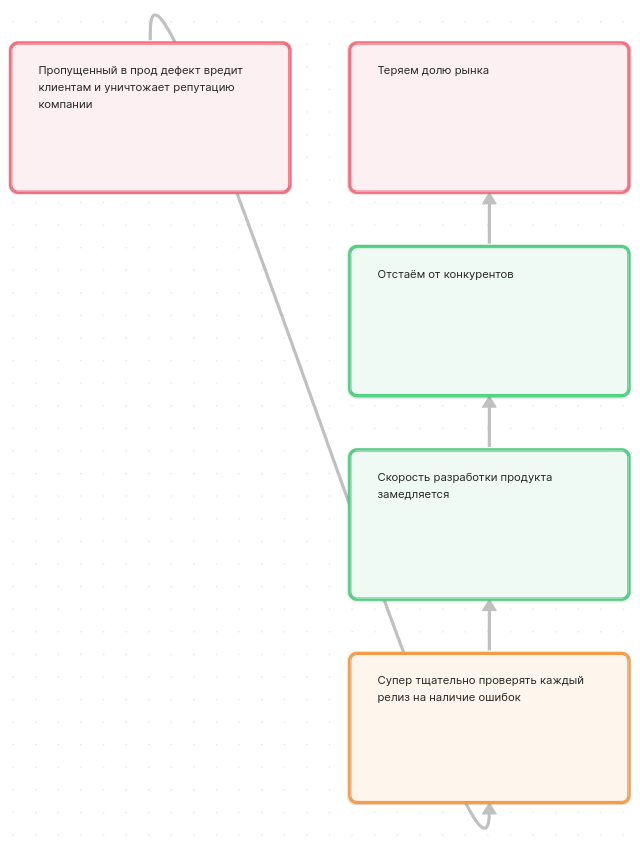 Пропущенный в прод дефект вредит
клиентам и уничтожает репутацию
компании
Теряем долю рынка
Отстаём от конкурентов
Скорость разработки продукта
замедляется
Супер тщательно проверять каждый
релиз на наличие ошибок